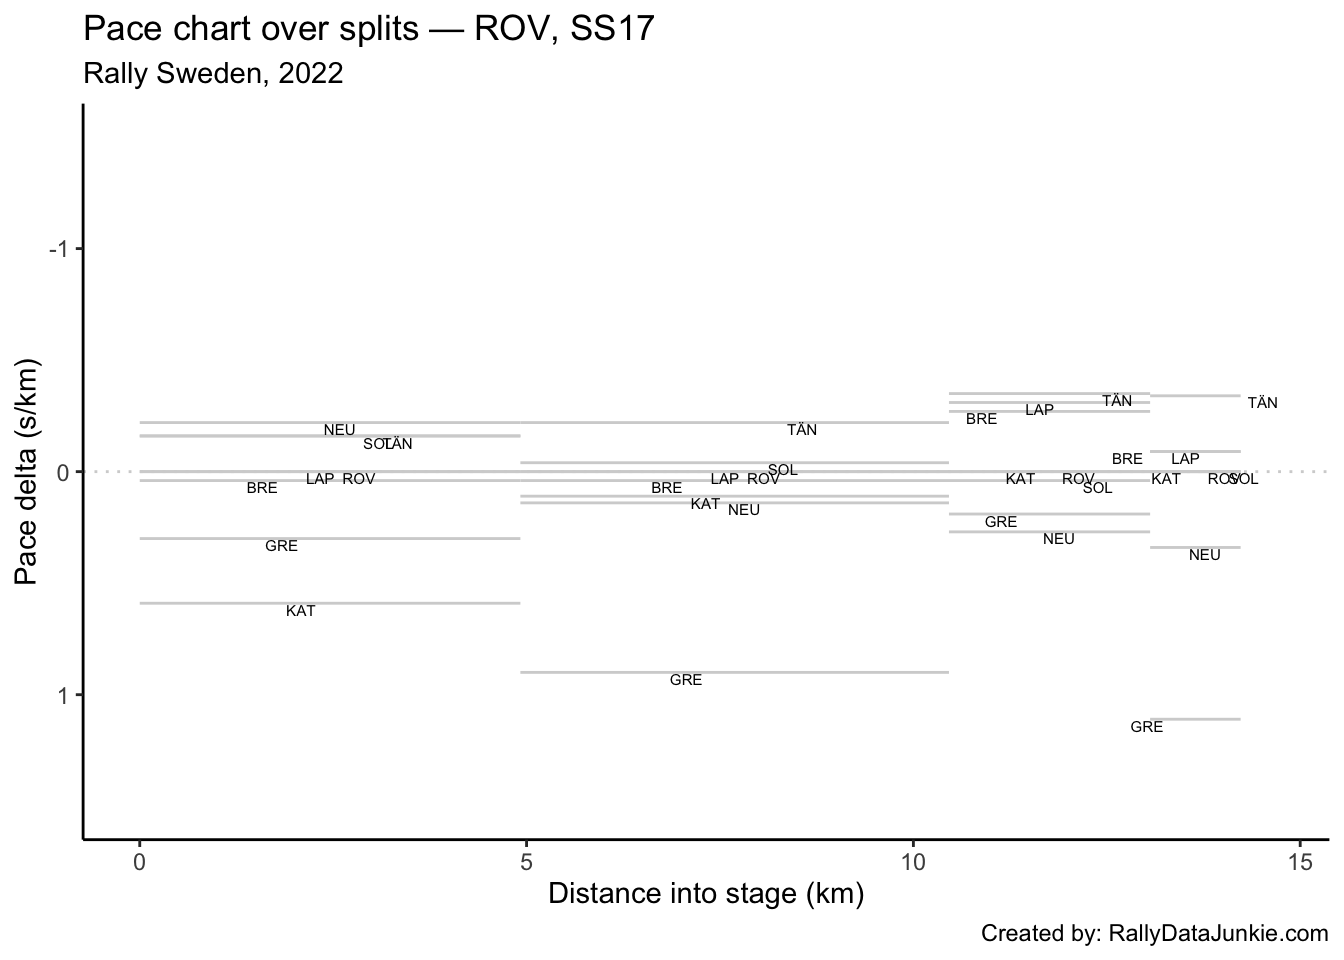 Pace chart over splits — ROV, SS17
Rally Sweden, 2022
Pace delta (s/km)
-1
0
1
NEU
SOL
TÄN
LAP
ROV
BRE
GRE
KAT
TÄN
SOL
LAP
ROV
BRE
KAT
NEU
GRE
TÄN
LAP
BRE
KAT
ROV
SOL
GRE
NEU
TÄN
BRE
LAP
KAT
ROV
SOL
NEU
GRE
0
5
10
15
Distance into stage (km)
Created by: RallyDataJunkie.com